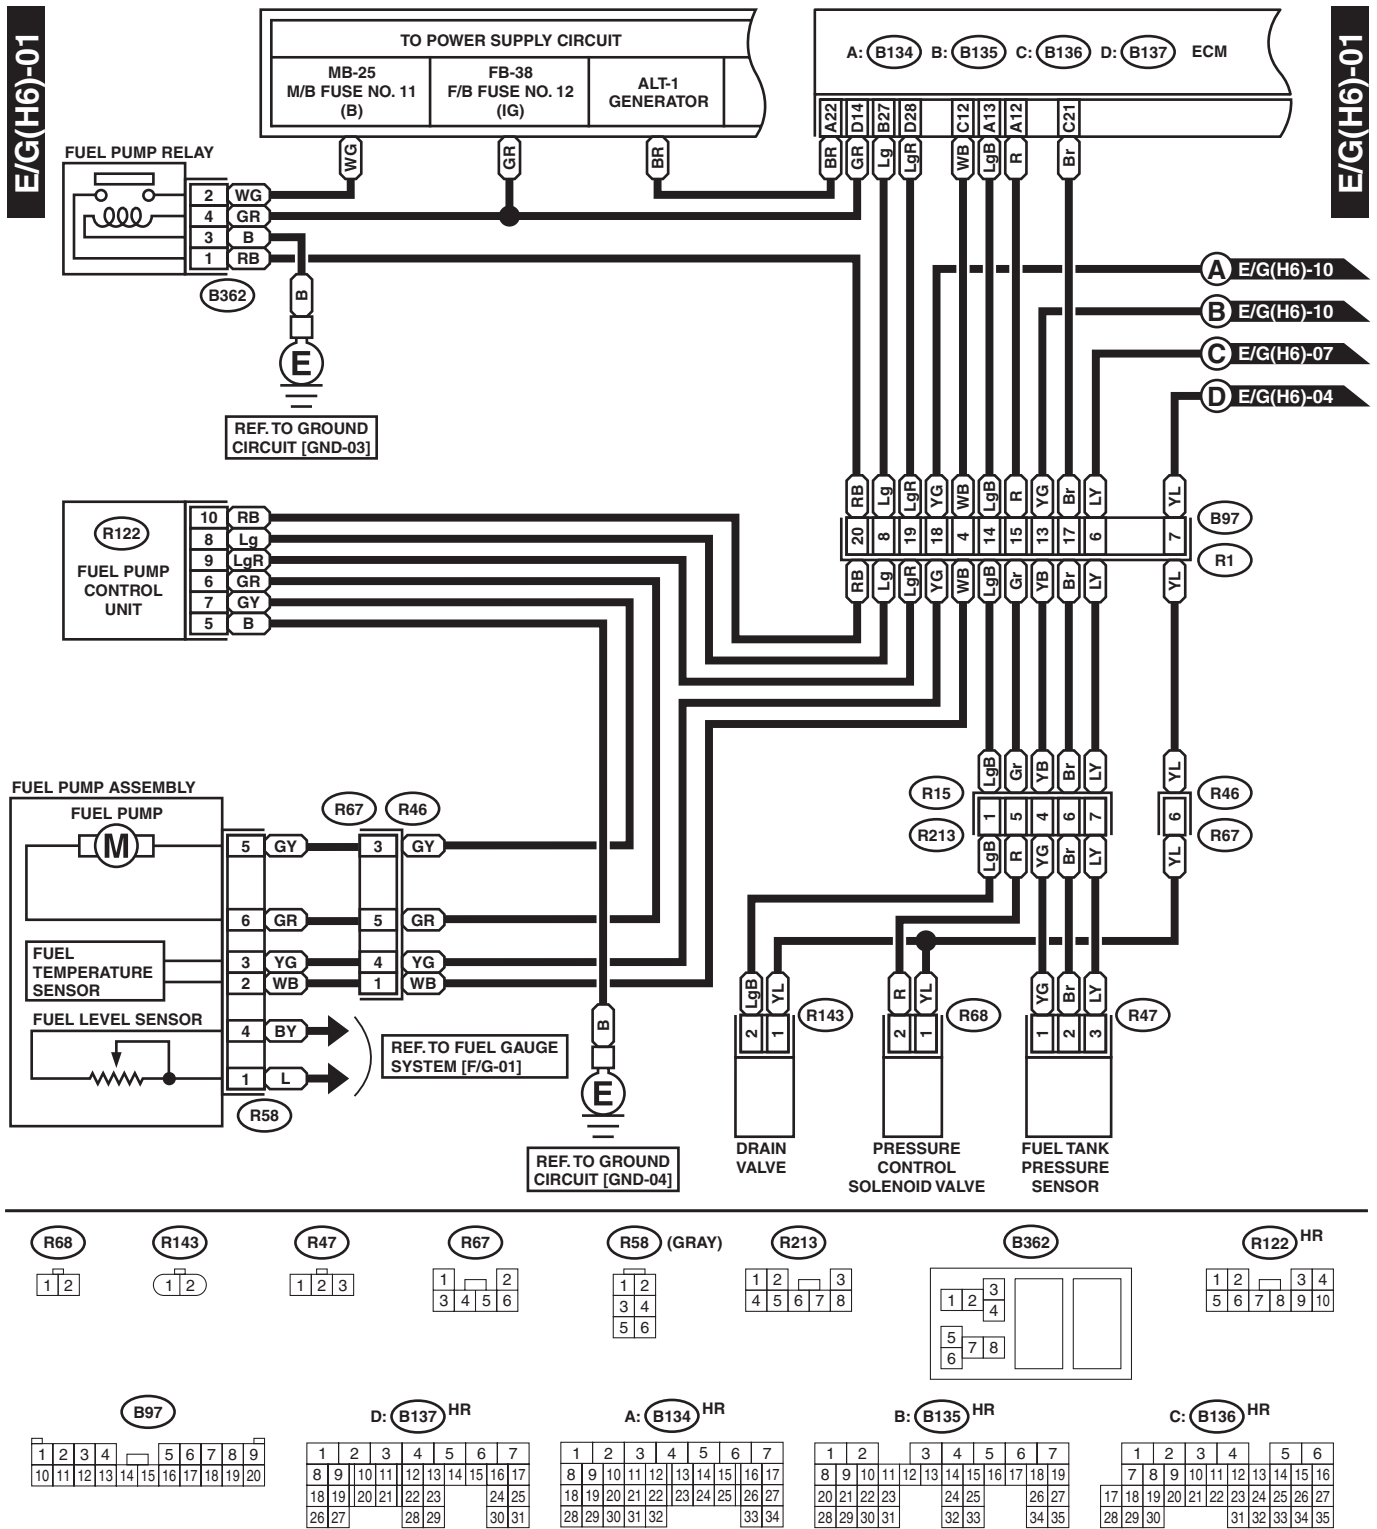 E/G(H6)-01
E/G(H6)-01
TO POWER SUPPLY CIRCUIT
MB-25
M/B FUSE NO. 11
(B)
FB-38
F/B FUSE NO. 12
(IG)
ALT-1
GENERATOR
A: B134 B: B135 C: B136 D: B137 ECM
A22 D14 B27 D28 C12 A13 A12 C21
WG GR BR BR GR Lg LgR WB LgB R Br
FUEL PUMP RELAY
2 WG
4 GR
3 B
1 RB
B362
B
E
REF. TO GROUND
CIRCUIT [GND-03]
A E/G(H6)-10
B E/G(H6)-10
C E/G(H6)-07
D E/G(H6)-04
RB Lg LgR YG WB LgB R YG Br LY YL
20 8 19 18 4 14 15 13 17 6 7
B97
R1
RB Lg LgR YG WB LgB Gr YB Br LY YL
R122
FUEL PUMP
CONTROL
UNIT
10 RB
8 Lg
9 LgR
6 GR
7 GY
5 B
LgB Gr YB Br LY YL
R15
R213
1 5 4 6 7 6
R46
R67
LgB R YG Br LY YL
FUEL PUMP ASSEMBLY
FUEL PUMP
M
R67 R46
5 GY 3 GY
6 GR 5 GR
FUEL
TEMPERATURE
SENSOR
3 YG 4 YG
2 WB 1 WB
FUEL LEVEL SENSOR
4 BY
1 L
R58
REF. TO FUEL GAUGE
SYSTEM [F/G-01]
B
E
REF. TO GROUND
CIRCUIT [GND-04]
LgB YL R YL YG Br LY
2 1 R143 2 1 R68 1 2 3 R47
DRAIN
VALVE
PRESSURE
CONTROL
SOLENOID VALVE
FUEL TANK
PRESSURE
SENSOR
R68
1 2
R143
1 2
R47
1 2 3
R67
1 2
3 4 5 6
R58 (GRAY)
1 2
3 4
5 6
R213
1 2 3
4 5 6 7 8
B362
1 2 3
4
5
6 7 8
R122 HR
1 2 3 4
5 6 7 8 9 10
B97
1 2 3 4 5 6 7 8 9
10 11 12 13 14 15 16 17 18 19 20
D: B137 HR
1 2 3 4 5 6 7
8 9 10 11 12 13 14 15 16 17
18 19 20 21 22 23 24 25
26 27 28 29 30 31
A: B134 HR
1 2 3 4 5 6 7
8 9 10 11 12 13 14 15 16 17
18 19 20 21 22 23 24 25 26 27
28 29 30 31 32 33 34
B: B135 HR
1 2 3 4 5 6 7
8 9 10 11 12 13 14 15 16 17 18 19
20 21 22 23 24 25 26 27
28 29 30 31 32 33 34 35
C: B136 HR
1 2 3 4 5 6
7 8 9 10 11 12 13 14 15 16
17 18 19 20 21 22 23 24 25 26 27
28 29 30 31 32 33 34 35